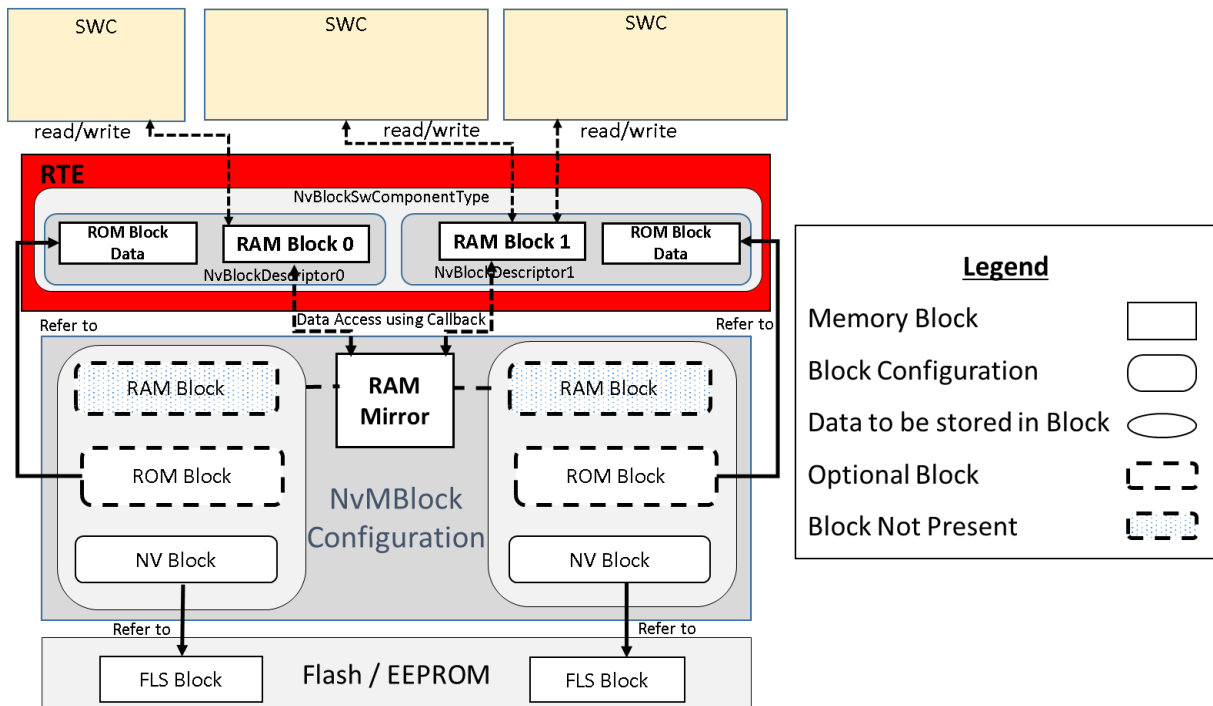 SWC
SWC
SWC
read/write
read/write
read/write
RTE
NvBlockSwComponentType
ROM Block
Data
RAM Block 0
RAM Block 1
ROM Block
Data
NvBlockDescriptor0
NvBlockDescriptor1
Refer to
Data Access using Callback
Refer to
RAM Block
RAM
Mirror
RAM Block
ROM Block
ROM Block
NvMBlock
Configuration
NV Block
NV Block
Refer to
Refer to
FLS Block
Flash / EEPROM
FLS Block
Legend
Memory Block
Block Configuration
Data to be stored in Block
Optional Block
Block Not Present